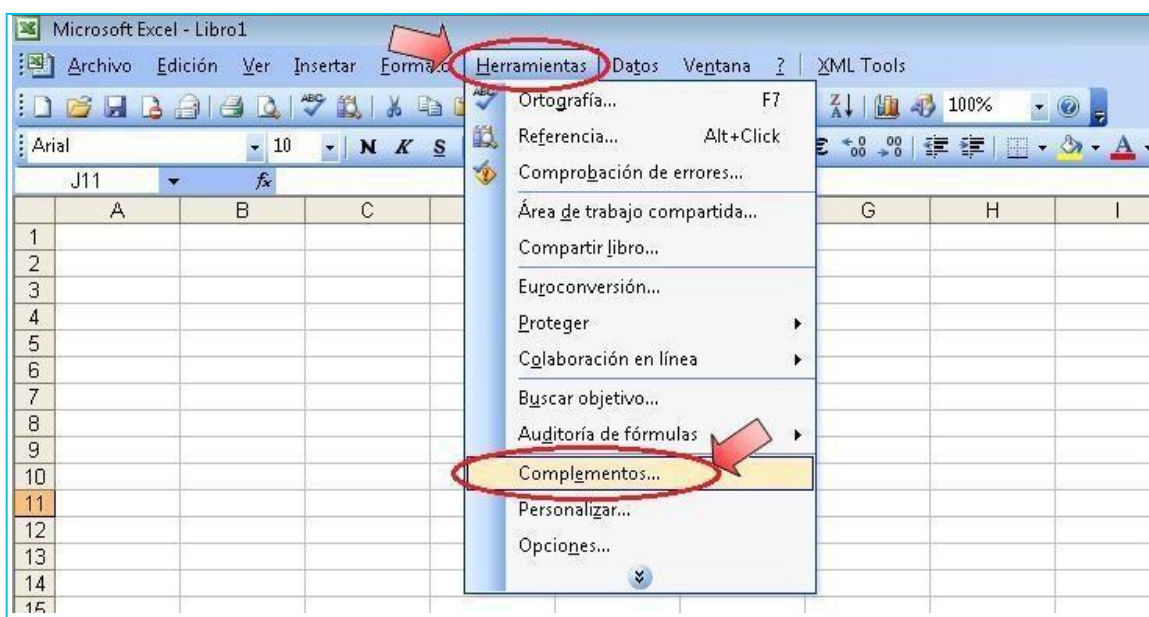 Microsoft Excel - Libro1
Archivo Edición Ver Insertar Herramientas Datos Ventana ? XML Tools
100%
Arial 10 N K S
J11 fx
A B C G H I
1
2
3
4
5
6
7
8
9
10
11
12
13
14
15
Ortografía... F7
Referencia... Alt+Click
Comprobación de errores...
Área de trabajo compartida...
Compartir libro...
Euroconversión...
Proteger
Colaboración en línea
Buscar objetivo...
Auditoría de fórmulas
Complementos...
Personalizar...
Opciones...